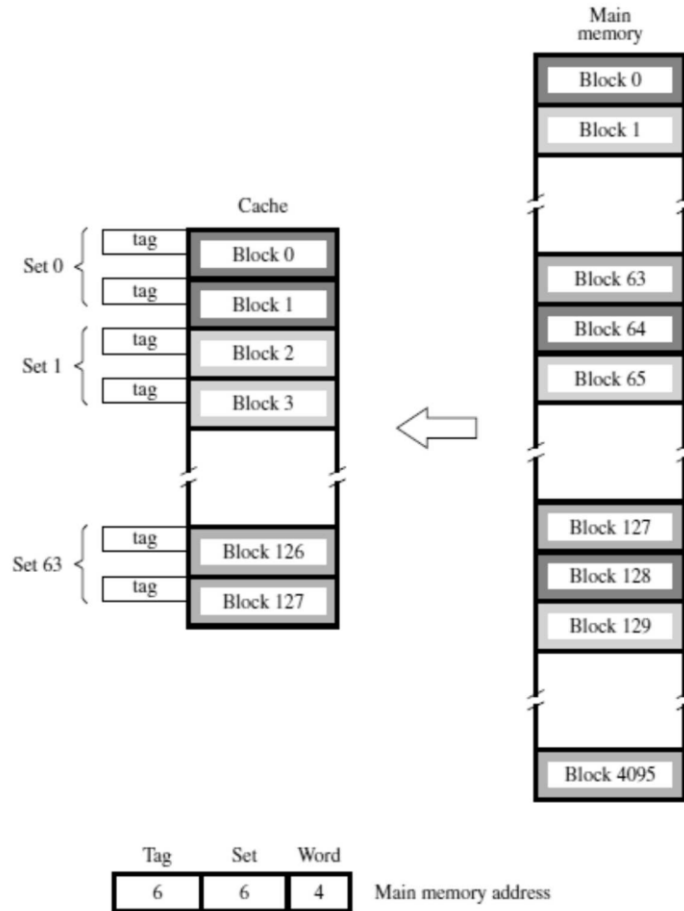 Main
memory
Block 0
Block 1
Cache
tag
Block 0
Set 0
Block 63
tag
Block 1
Block 64
tag
Block 2
Set 1
Block 65
tag
Block 3
Block 127
tag
Block 126
Set 63
Block 128
tag
Block 127
Block 129
Block 4095
Tag Set Word
6 6 4 Main memory address